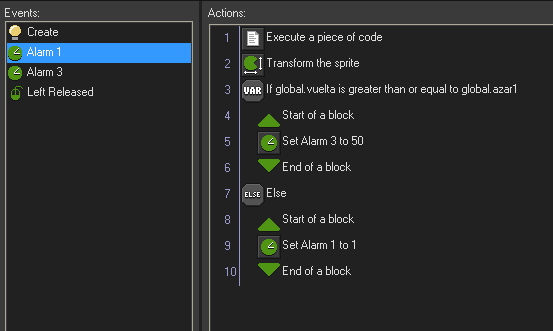 Events:
Create
Alarm 1
Alarm 3
Left Released
Actions:
1 Execute a piece of code
2 Transform the sprite
3 VAR If global.vuelta is greater than or equal to global.azar1
4 Start of a block
5 Set Alarm 3 to 50
6 End of a block
7 ELSE Else
8 Start of a block
9 Set Alarm 1 to 1
10 End of a block